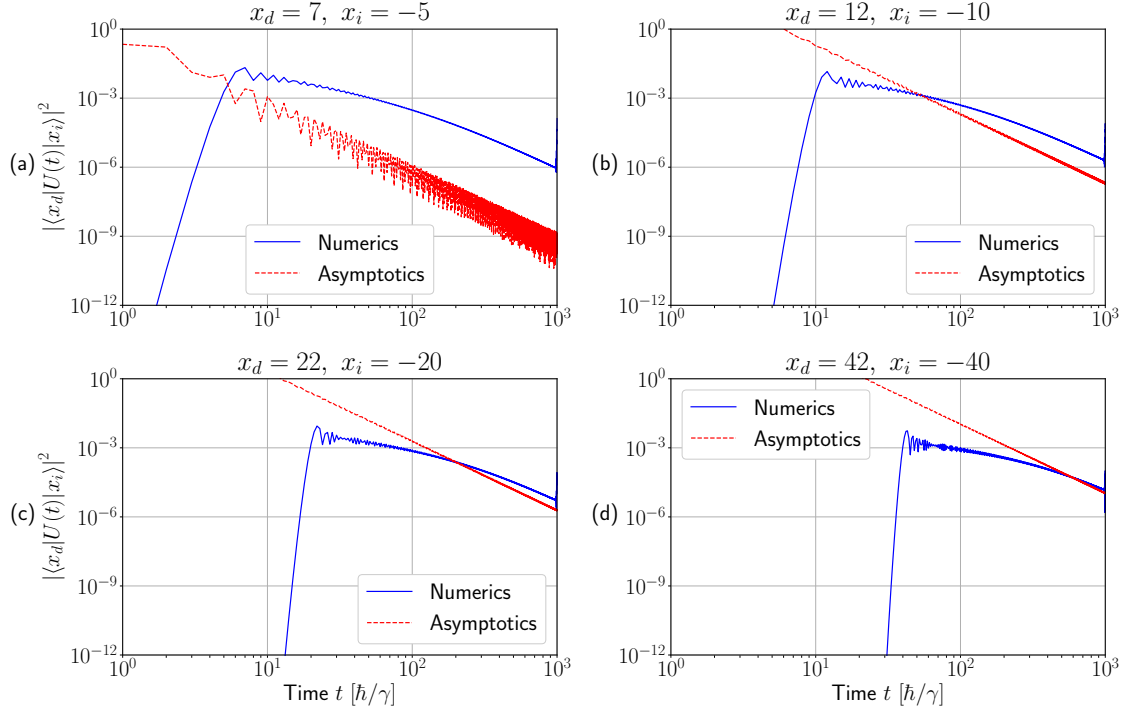 x_d = 7, x_i = −5
x_d = 12, x_i = −10
10^0
10^−3
10^−6
10^−9
10^−12
|⟨x_d|U(t)|x_i⟩|^2
(a)
Numerics
Asymptotics
10^0 10^1 10^2 10^3
10^0
10^−3
10^−6
10^−9
10^−12
(b)
Numerics
Asymptotics
10^0 10^1 10^2 10^3
x_d = 22, x_i = −20
x_d = 42, x_i = −40
10^0
10^−3
10^−6
10^−9
10^−12
|⟨x_d|U(t)|x_i⟩|^2
(c)
Numerics
Asymptotics
10^0 10^1 10^2 10^3
Time t [ℏ/γ]
10^0
10^−3
10^−6
10^−9
10^−12
(d)
Numerics
Asymptotics
10^0 10^1 10^2 10^3
Time t [ℏ/γ]